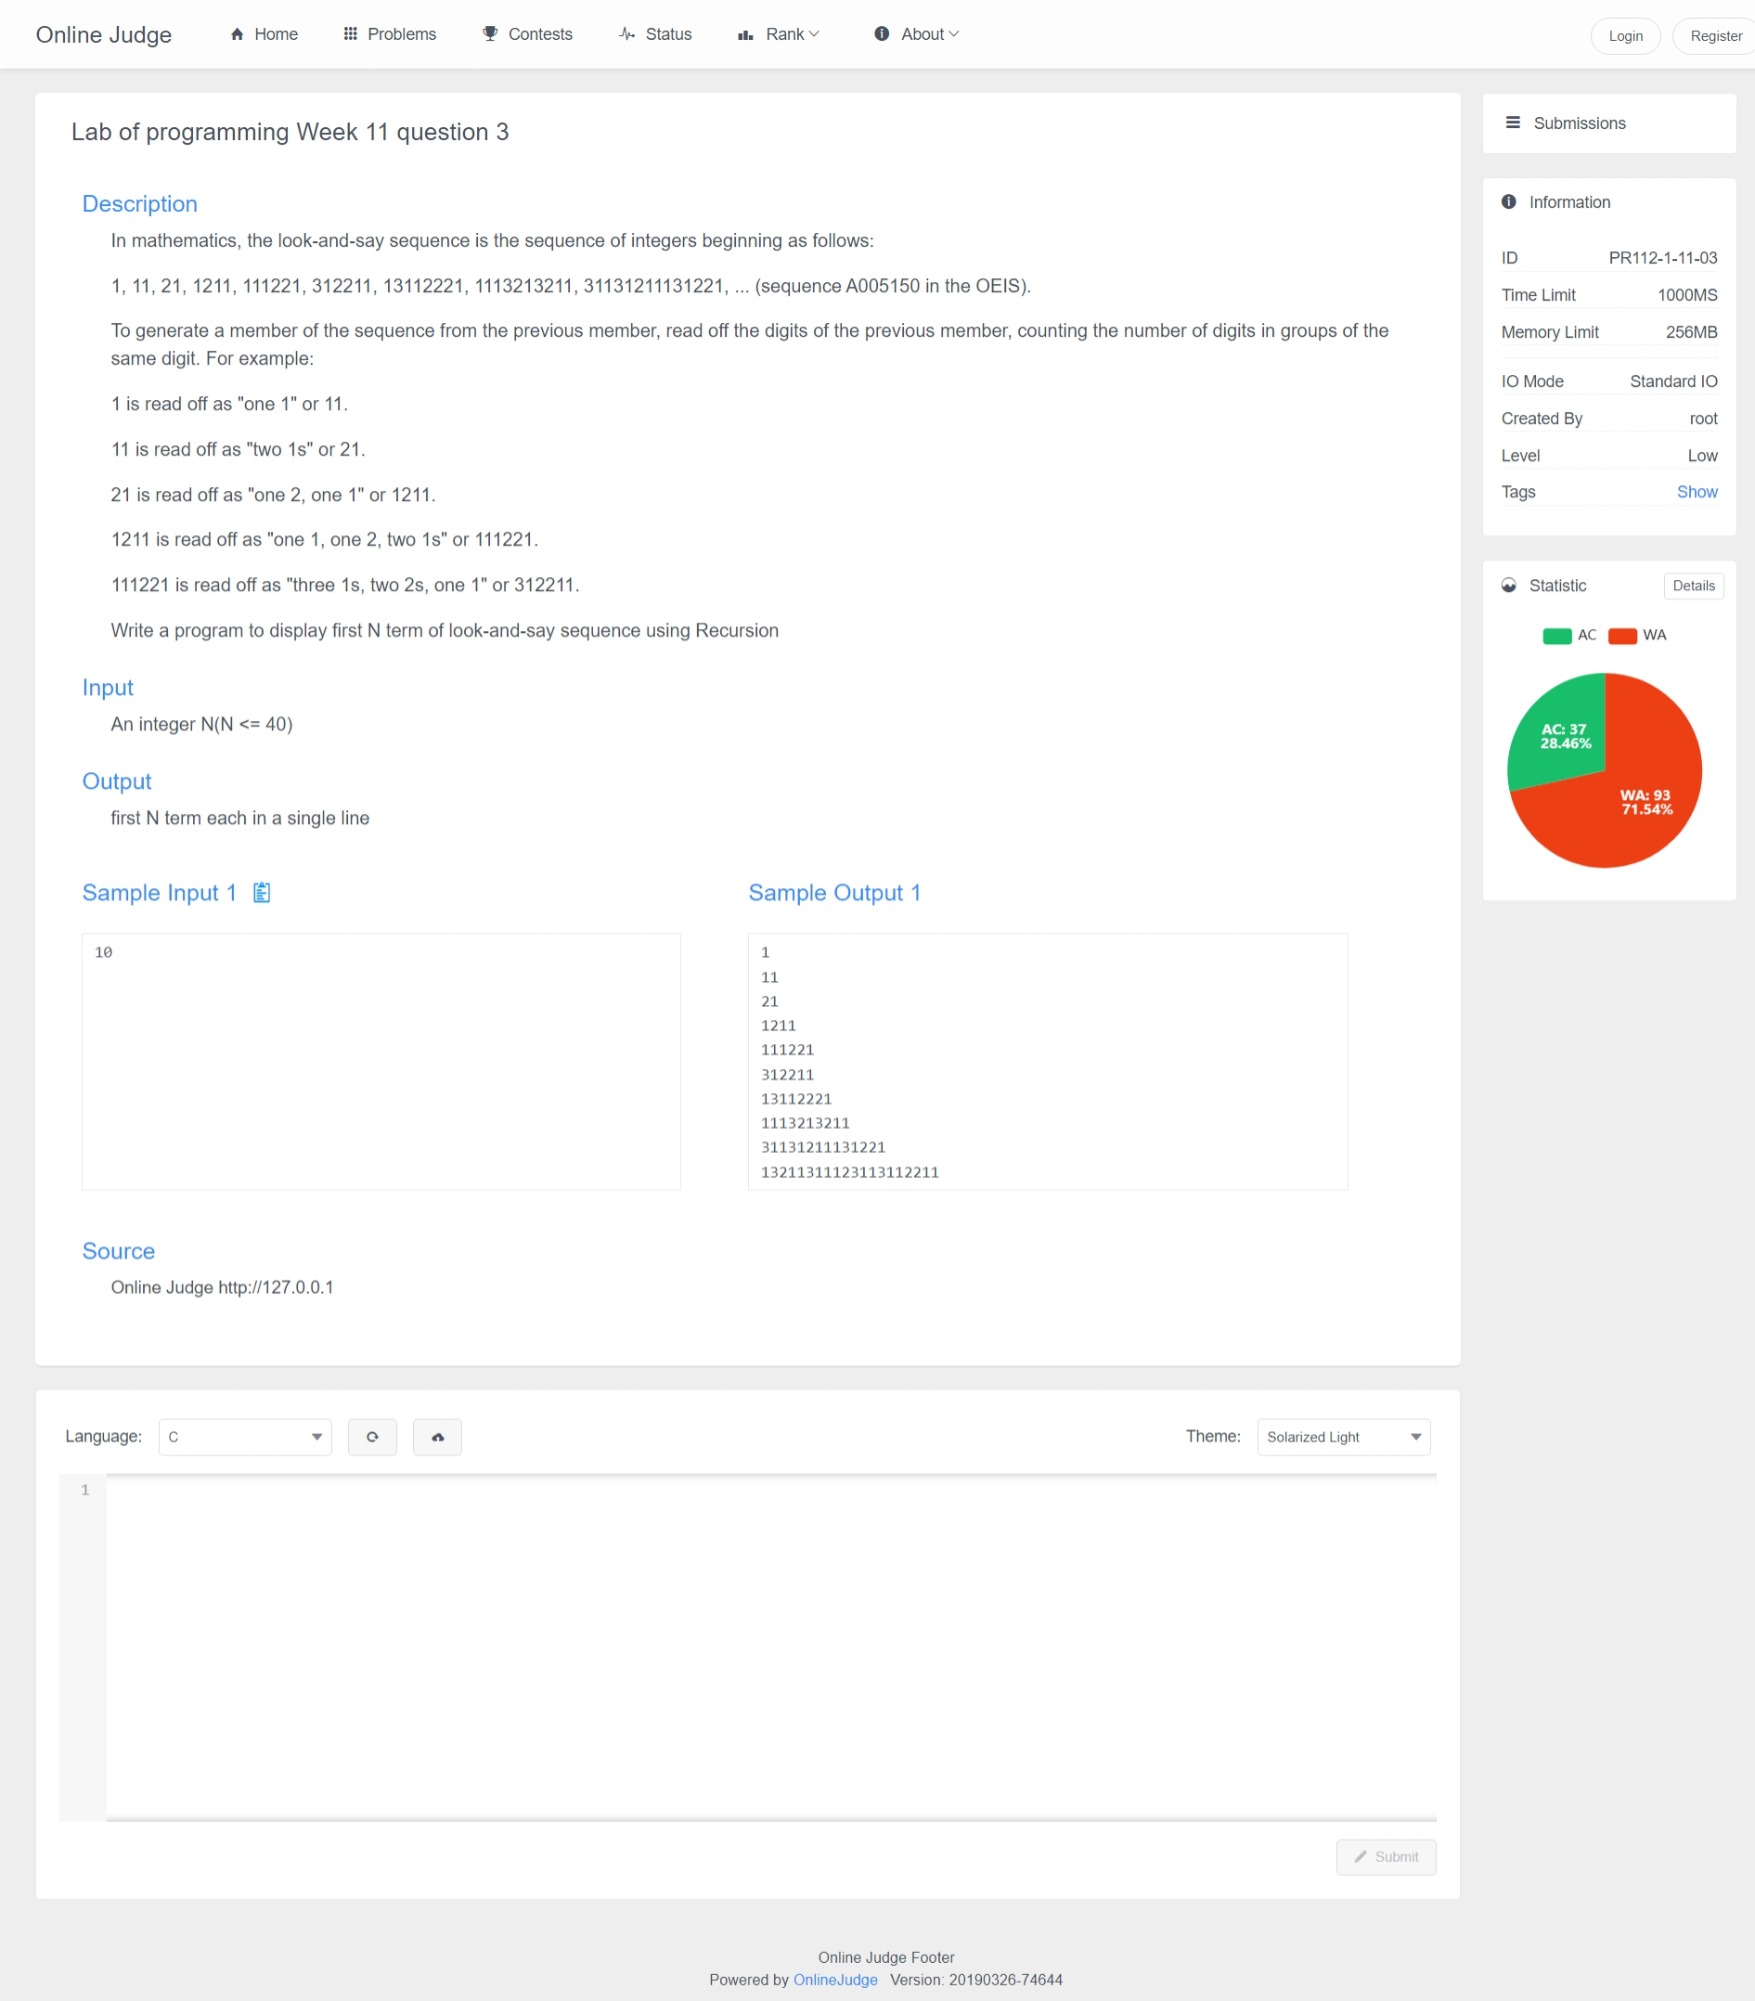 Online Judge
Home
Problems
Contests
Status
Rank
About
Login
Register
Lab of programming Week 11 question 3
Description
In mathematics, the look-and-say sequence is the sequence of integers beginning as follows:
1, 11, 21, 1211, 111221, 312211, 13112221, 1113213211, 31131211131221, ... (sequence A005150 in the OEIS).
To generate a member of the sequence from the previous member, read off the digits of the previous member, counting the number of digits in groups of the
same digit. For example:
1 is read off as "one 1" or 11.
11 is read off as "two 1s" or 21.
21 is read off as "one 2, one 1" or 1211.
1211 is read off as "one 1, one 2, two 1s" or 111221.
111221 is read off as "three 1s, two 2s, one 1" or 312211.
Write a program to display first N term of look-and-say sequence using Recursion
Input
An integer N(N <= 40)
Output
first N term each in a single line
Sample Input 1
10
Sample Output 1
1
11
21
1211
111221
312211
13112221
1113213211
31131211131221
13211311123113112211
Source
Online Judge http://127.0.0.1
Language:
C
Theme:
Solarized Light
1
Submit
Submissions
Information
ID PR112-1-11-03
Time Limit 1000MS
Memory Limit 256MB
IO Mode Standard IO
Created By root
Level Low
Tags Show
Statistic
Details
AC WA
AC: 37
28.46%
WA: 93
71.54%
Online Judge Footer
Powered by OnlineJudge Version: 20190326-74644